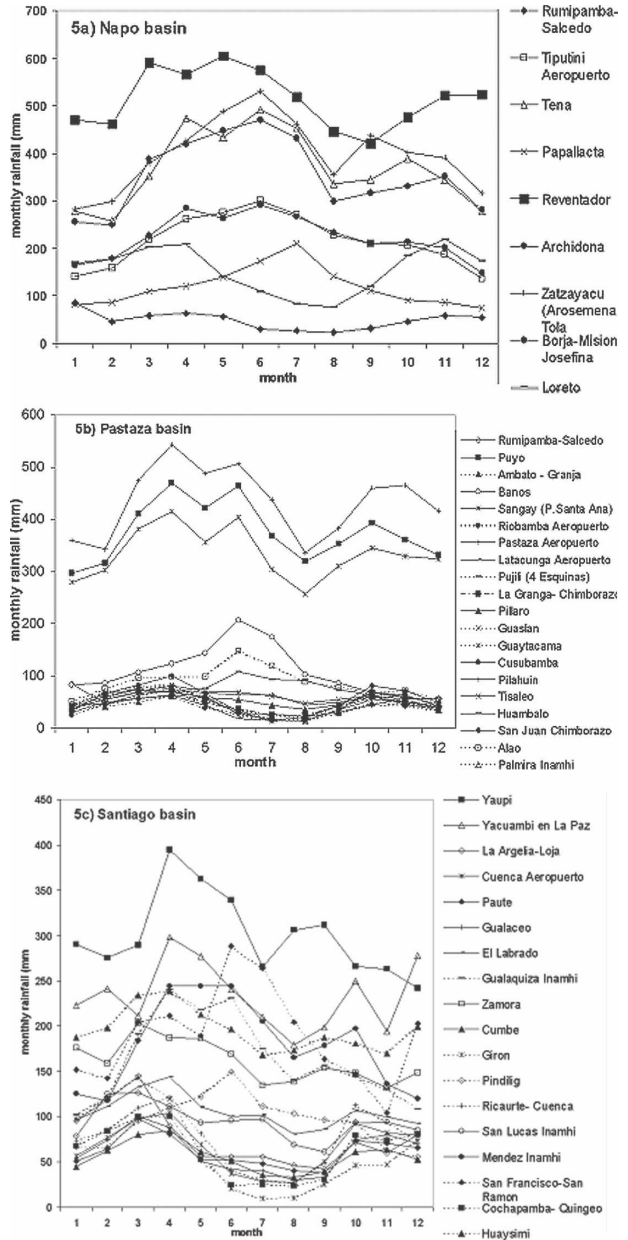 5a) Napo basin
monthly rainfall (mm
700
600
500
400
300
200
100
0
1 2 3 4 5 6 7 8 9 10 11 12
month
Rumipamba-
Salcedo
Tiputini
Aeropuerto
Tena
Papallacta
Reventador
Archidona
Zatzayacu
(Arosemena
Tola
Borja-Mision
Josefina
Loreto
5b) Pastaza basin
monthly rainfall (mm)
600
500
400
300
200
100
0
1 2 3 4 5 6 7 8 9 10 11 12
month
Rumipamba-Salcedo
Puyo
Ambato - Granja
Banos
Sangay (P.Santa Ana)
Riobamba Aeropuerto
Pastaza Aeropuerto
Latacunga Aeropuerto
Pujili (4 Esquinas)
La Granga- Chimborazo
Pillaro
Guaslan
Guaytacama
Cusubamba
Pilahuin
Tisaleo
Huambalo
San Juan Chimborazo
Alao
Palmira Inamhi
5c) Santiago basin
monthly rainfall (mm)
450
400
350
300
250
200
150
100
50
0
1 2 3 4 5 6 7 8 9 10 11 12
month
Yaupi
Yacuambi en La Paz
La Argelia-Loja
Cuenca Aeropuerto
Paute
Gualaceo
El Labrado
Gualaquiza Inamhi
Zamora
Cumbe
Giron
Pindilig
Ricaurte- Cuenca
San Lucas Inamhi
Mendez Inamhi
San Francisco-San
Ramon
Cochapamba- Quingeo
Huaysimi